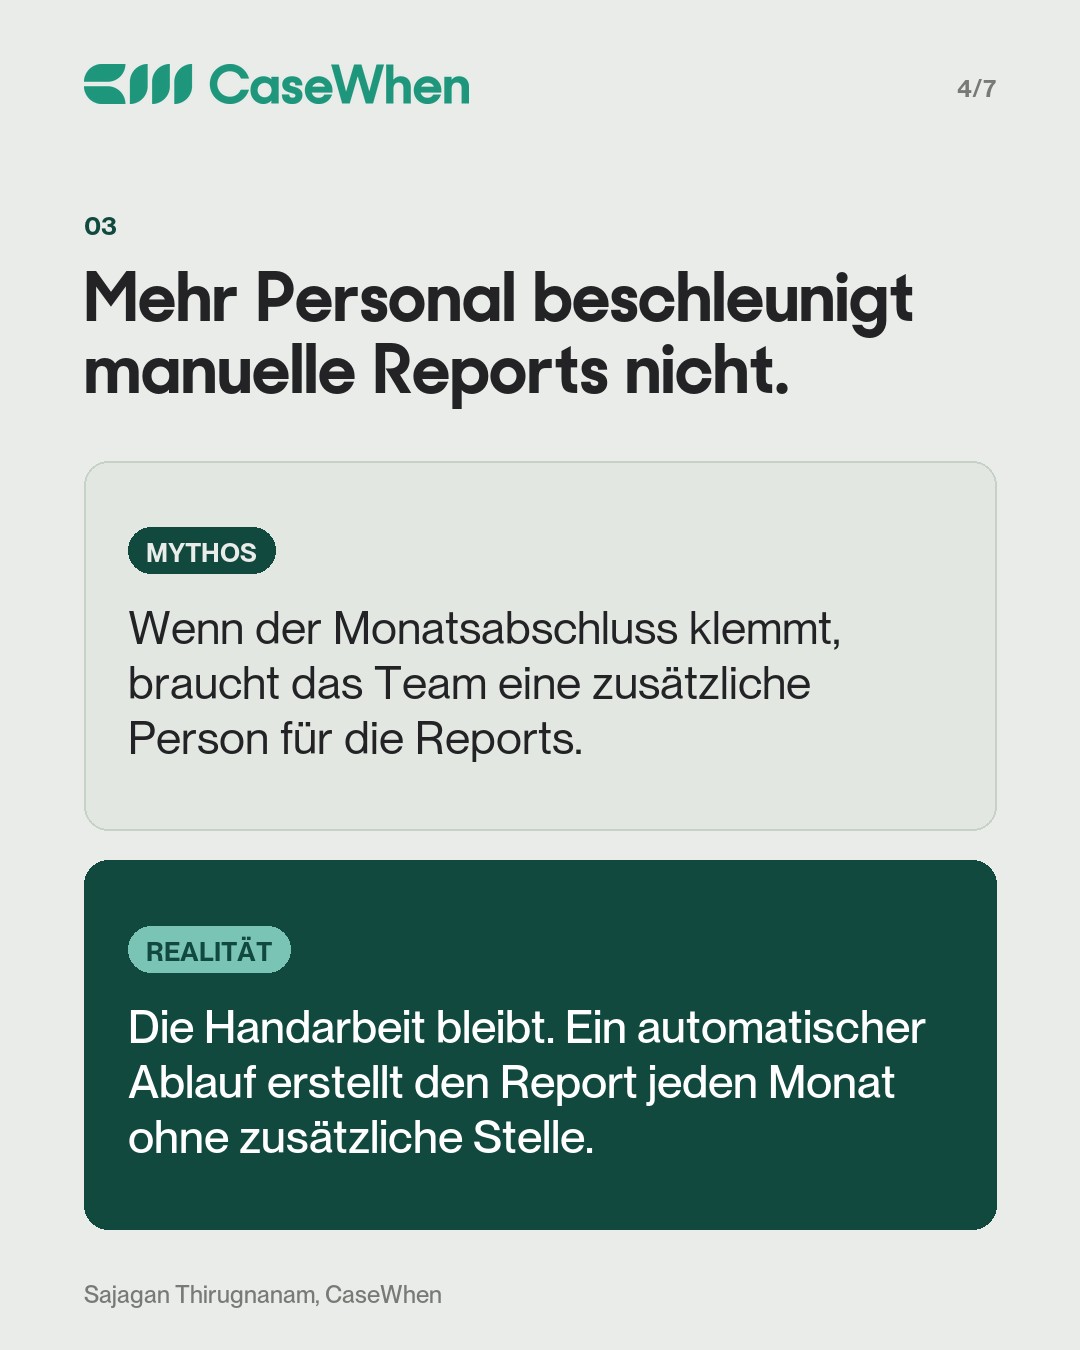 CaseWhen
4/7
03
Mehr Personal beschleunigt
manuelle Reports nicht.
MYTHOS
Wenn der Monatsabschluss klemmt,
braucht das Team eine zusätzliche
Person für die Reports.
REALITÄT
Die Handarbeit bleibt. Ein automatischer
Ablauf erstellt den Report jeden Monat
ohne zusätzliche Stelle.
Sajagan Thirugnanam, CaseWhen